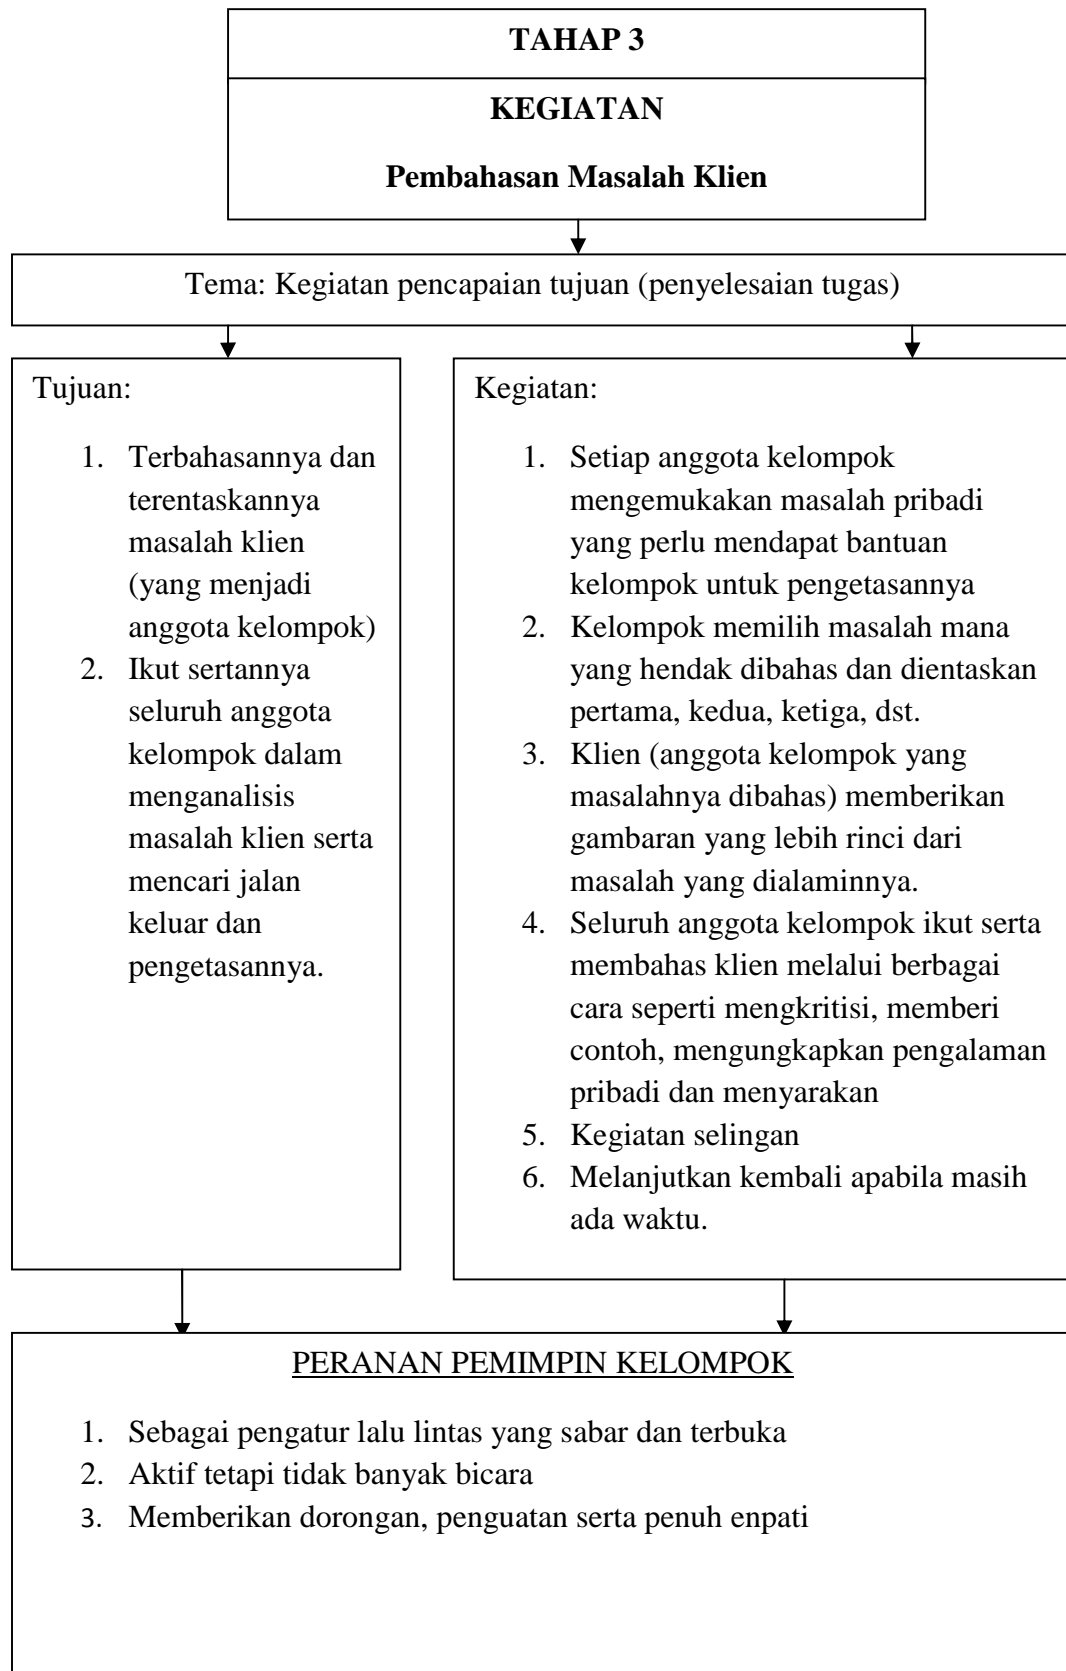 TAHAP 3
KEGIATAN
Pembahasan Masalah Klien
Tema: Kegiatan pencapaian tujuan (penyelesaian tugas)
Tujuan:
1. Terbahasannya dan
terentaskannya
masalah klien
(yang menjadi
anggota kelompok)
2. Ikut sertannya
seluruh anggota
kelompok dalam
menganalisis
masalah klien serta
mencari jalan
keluar dan
pengetasannya.
Kegiatan:
1. Setiap anggota kelompok
mengemukakan masalah pribadi
yang perlu mendapat bantuan
kelompok untuk pengetasannya
2. Kelompok memilih masalah mana
yang hendak dibahas dan dientaskan
pertama, kedua, ketiga, dst.
3. Klien (anggota kelompok yang
masalahnya dibahas) memberikan
gambaran yang lebih rinci dari
masalah yang dialaminnya.
4. Seluruh anggota kelompok ikut serta
membahas klien melalui berbagai
cara seperti mengkritisi, memberi
contoh, mengungkapkan pengalaman
pribadi dan menyarakan
5. Kegiatan selingan
6. Melanjutkan kembali apabila masih
ada waktu.
PERANAN PEMIMPIN KELOMPOK
1. Sebagai pengatur lalu lintas yang sabar dan terbuka
2. Aktif tetapi tidak banyak bicara
3. Memberikan dorongan, penguatan serta penuh enpati